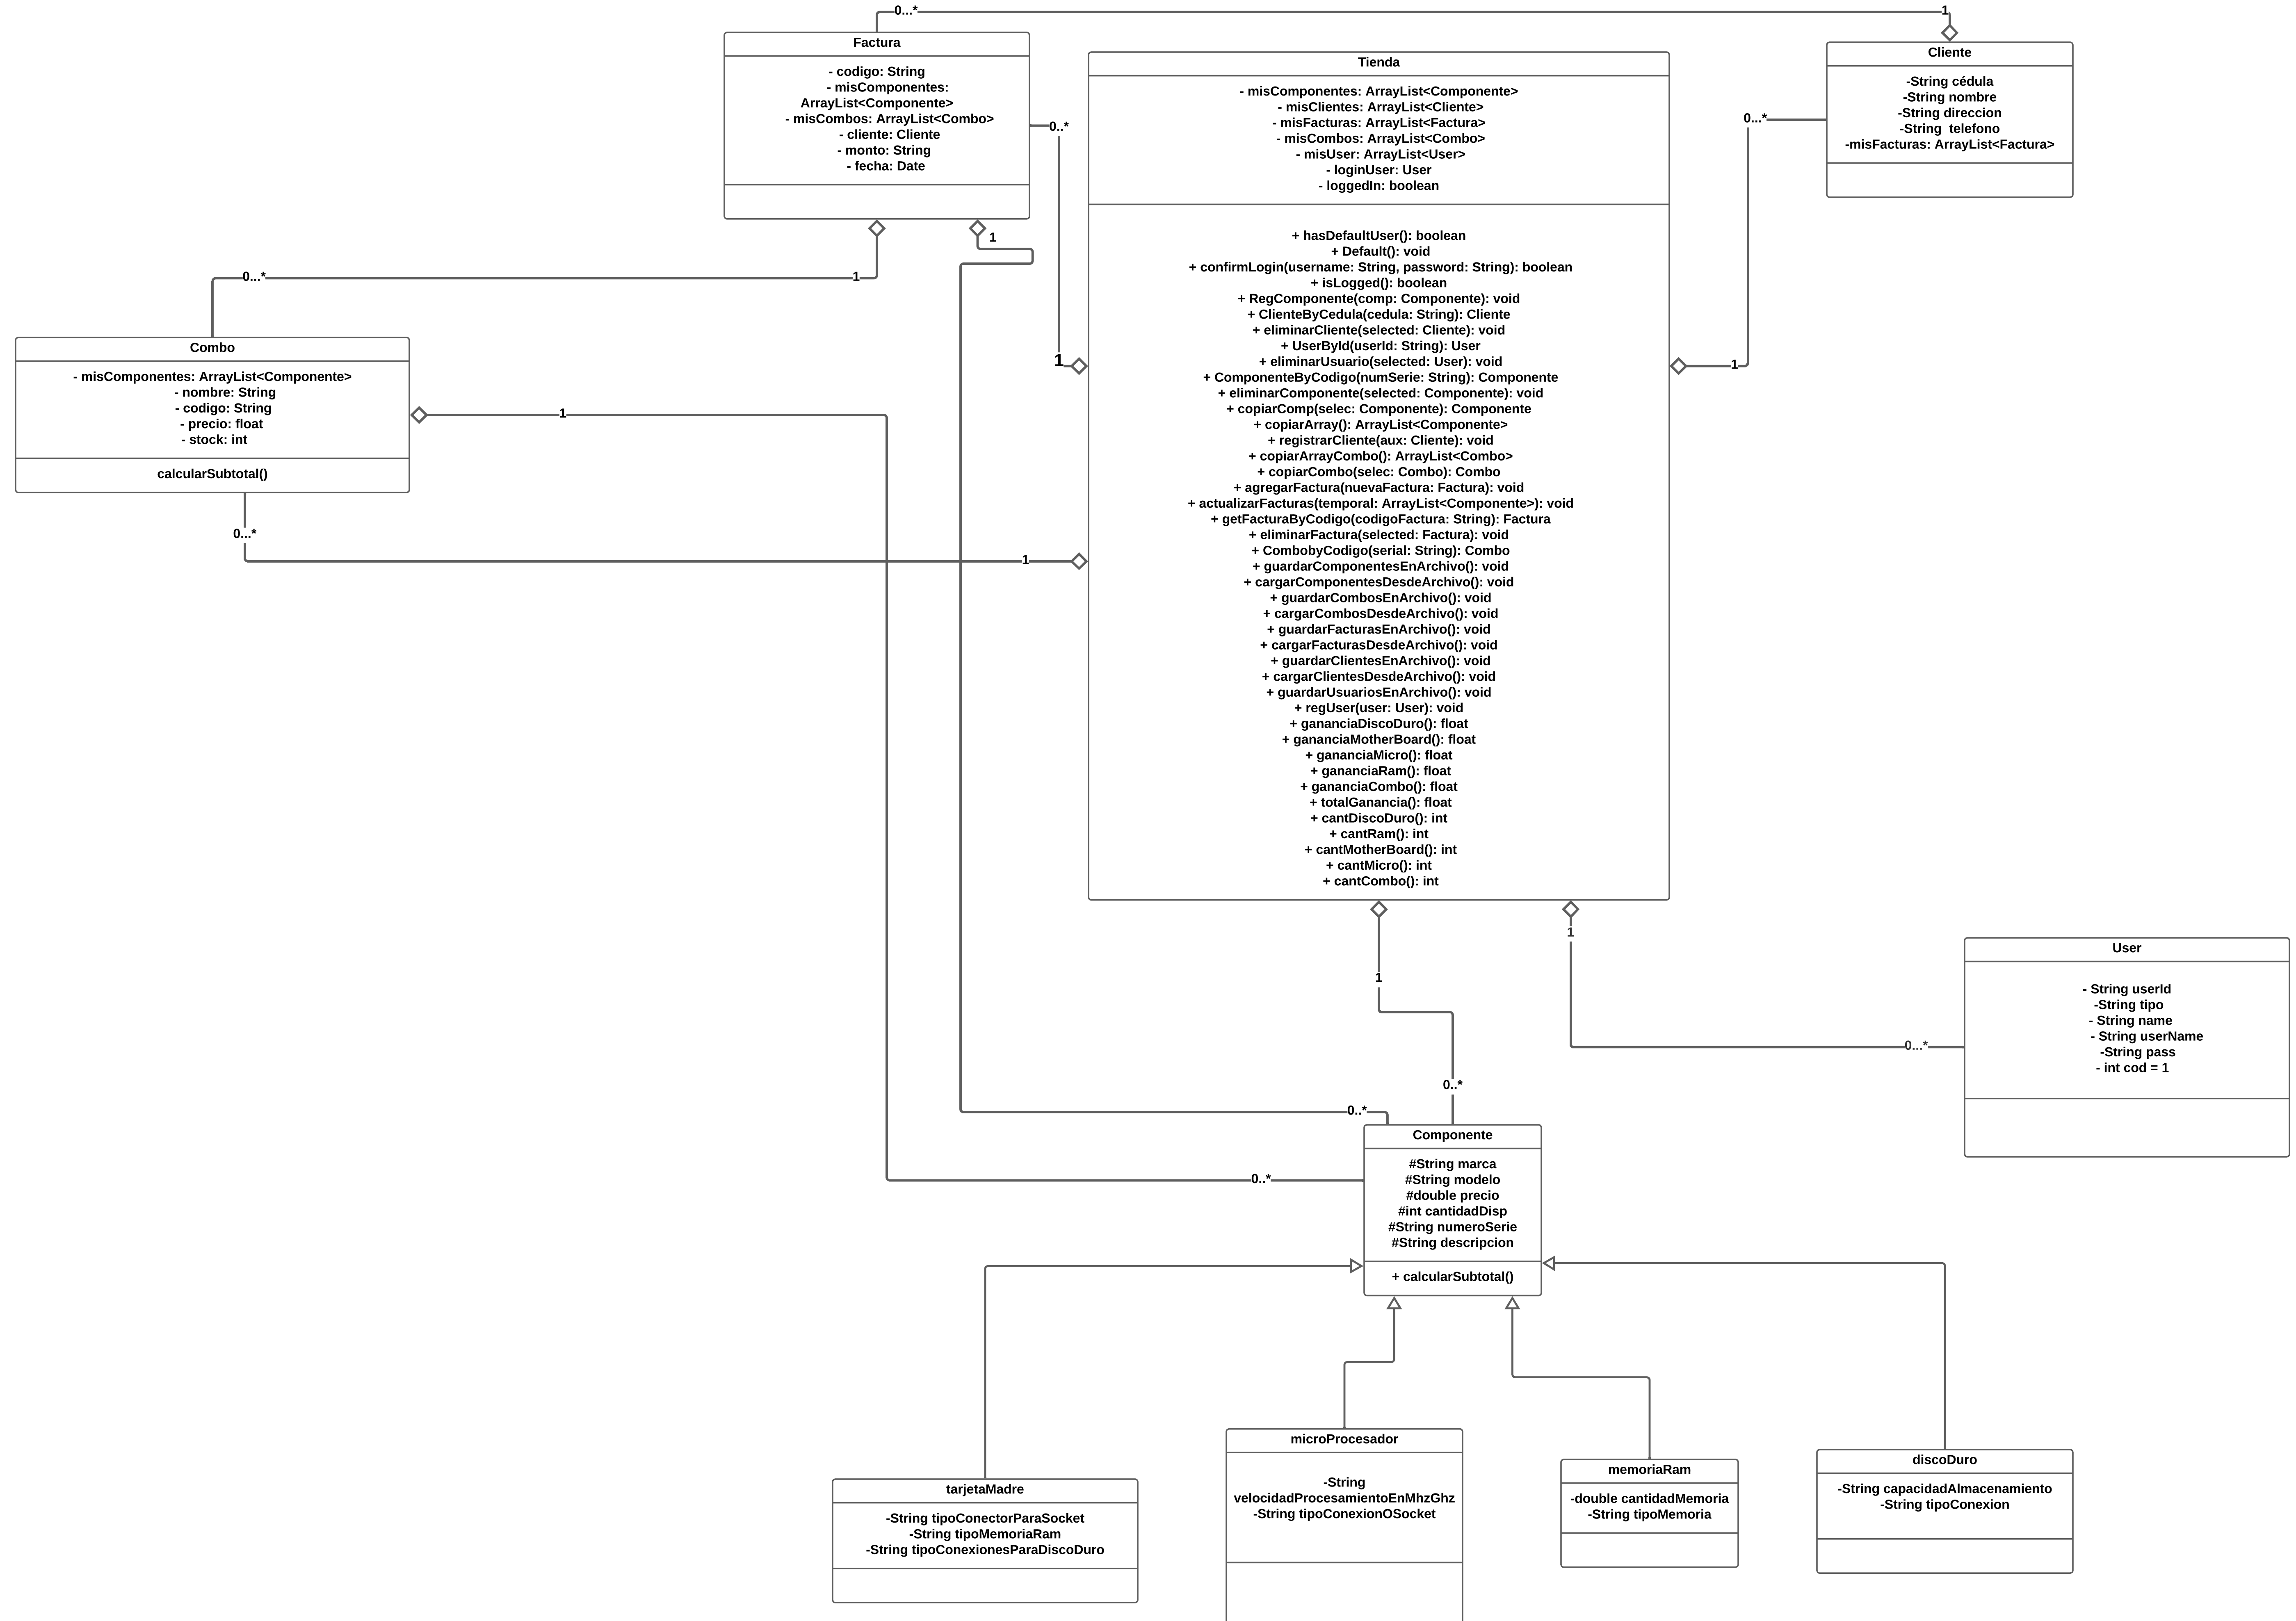 0...*
1
Factura
- codigo: String
- misComponentes:
ArrayList<Componente>
- misCombos: ArrayList<Combo>
- cliente: Cliente
- monto: String
- fecha: Date
0..*
1
Tienda
- misComponentes: ArrayList<Componente>
- misClientes: ArrayList<Cliente>
- misFacturas: ArrayList<Factura>
- misCombos: ArrayList<Combo>
- misUser: ArrayList<User>
- loginUser: User
- loggedIn: boolean
+ hasDefaultUser(): boolean
+ Default(): void
+ confirmLogin(username: String, password: String): boolean
+ isLogged(): boolean
+ RegComponente(comp: Componente): void
+ ClienteByCedula(cedula: String): Cliente
+ eliminarCliente(selected: Cliente): void
+ UserById(userId: String): User
+ eliminarUsuario(selected: User): void
+ ComponenteByCodigo(numSerie: String): Componente
+ eliminarComponente(selected: Componente): void
+ copiarComp(selec: Componente): Componente
+ copiarArray(): ArrayList<Componente>
+ registrarCliente(aux: Cliente): void
+ copiarArrayCombo(): ArrayList<Combo>
+ copiarCombo(selec: Combo): Combo
+ agregarFactura(nuevaFactura: Factura): void
+ actualizarFacturas(temporal: ArrayList<Componente>): void
+ getFacturaByCodigo(codigoFactura: String): Factura
+ eliminarFactura(selected: Factura): void
+ CombobyCodigo(serial: String): Combo
+ guardarComponentesEnArchivo(): void
+ cargarComponentesDesdeArchivo(): void
+ guardarCombosEnArchivo(): void
+ cargarCombosDesdeArchivo(): void
+ guardarFacturasEnArchivo(): void
+ cargarFacturasDesdeArchivo(): void
+ guardarClientesEnArchivo(): void
+ cargarClientesDesdeArchivo(): void
+ guardarUsuariosEnArchivo(): void
+ regUser(user: User): void
+ gananciaDiscoDuro(): float
+ gananciaMotherBoard(): float
+ gananciaMicro(): float
+ gananciaRam(): float
+ gananciaCombo(): float
+ totalGanancia(): float
+ cantDiscoDuro(): int
+ cantRam(): int
+ cantMotherBoard(): int
+ cantMicro(): int
+ cantCombo(): int
Cliente
-String cédula
-String nombre
-String direccion
-String  telefono
-misFacturas: ArrayList<Factura>
0...*
1
1
1
0...*
Combo
- misComponentes: ArrayList<Componente>
- nombre: String
- codigo: String
- precio: float
- stock: int
calcularSubtotal()
1
0...*
1
1
1
0...*
User
- String userId
-String tipo
- String name
- String userName
-String pass
- int cod = 1
0..*
0..*
0..*
Componente
#String marca
#String modelo
#double precio
#int cantidadDisp
#String numeroSerie
#String descripcion
+ calcularSubtotal()
tarjetaMadre
-String tipoConectorParaSocket
-String tipoMemoriaRam
-String tipoConexionesParaDiscoDuro
microProcesador
-String
velocidadProcesamientoEnMhzGhz
-String tipoConexionOSocket
memoriaRam
-double cantidadMemoria
-String tipoMemoria
discoDuro
-String capacidadAlmacenamiento
-String tipoConexion